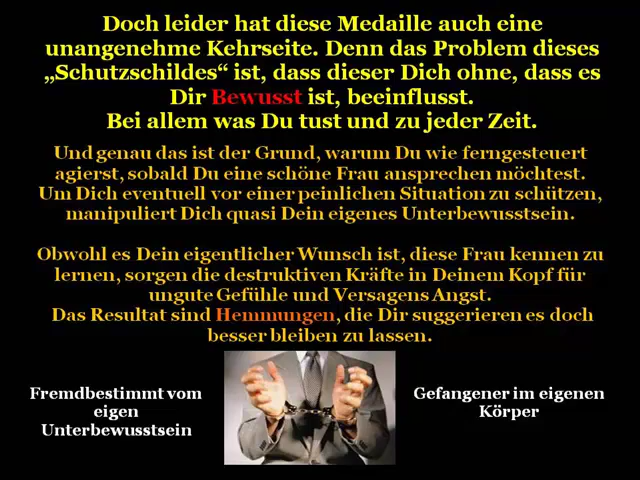 Doch leider hat diese Medaille auch eine
unangenehme Kehrseite. Denn das Problem dieses
„Schutzschildes“ ist, dass dieser Dich ohne, dass es
Dir Bewusst ist, beeinflusst.
Bei allem was Du tust und zu jeder Zeit.
Und genau das ist der Grund, warum Du wie ferngesteuert
agierst, sobald Du eine schöne Frau ansprechen möchtest.
Um Dich eventuell vor einer peinlichen Situation zu schützen,
manipuliert Dich quasi Dein eigenes Unterbewusstsein.
Obwohl es Dein eigentlicher Wunsch ist, diese Frau kennen zu
lernen, sorgen die destruktiven Kräfte in Deinem Kopf für
ungute Gefühle und Versagens Angst.
Das Resultat sind Hemmungen, die Dir suggerieren es doch
besser bleiben zu lassen.
Fremdbestimmt vom
eigen
Unterbewusstsein
Gefangener im eigenen
Körper